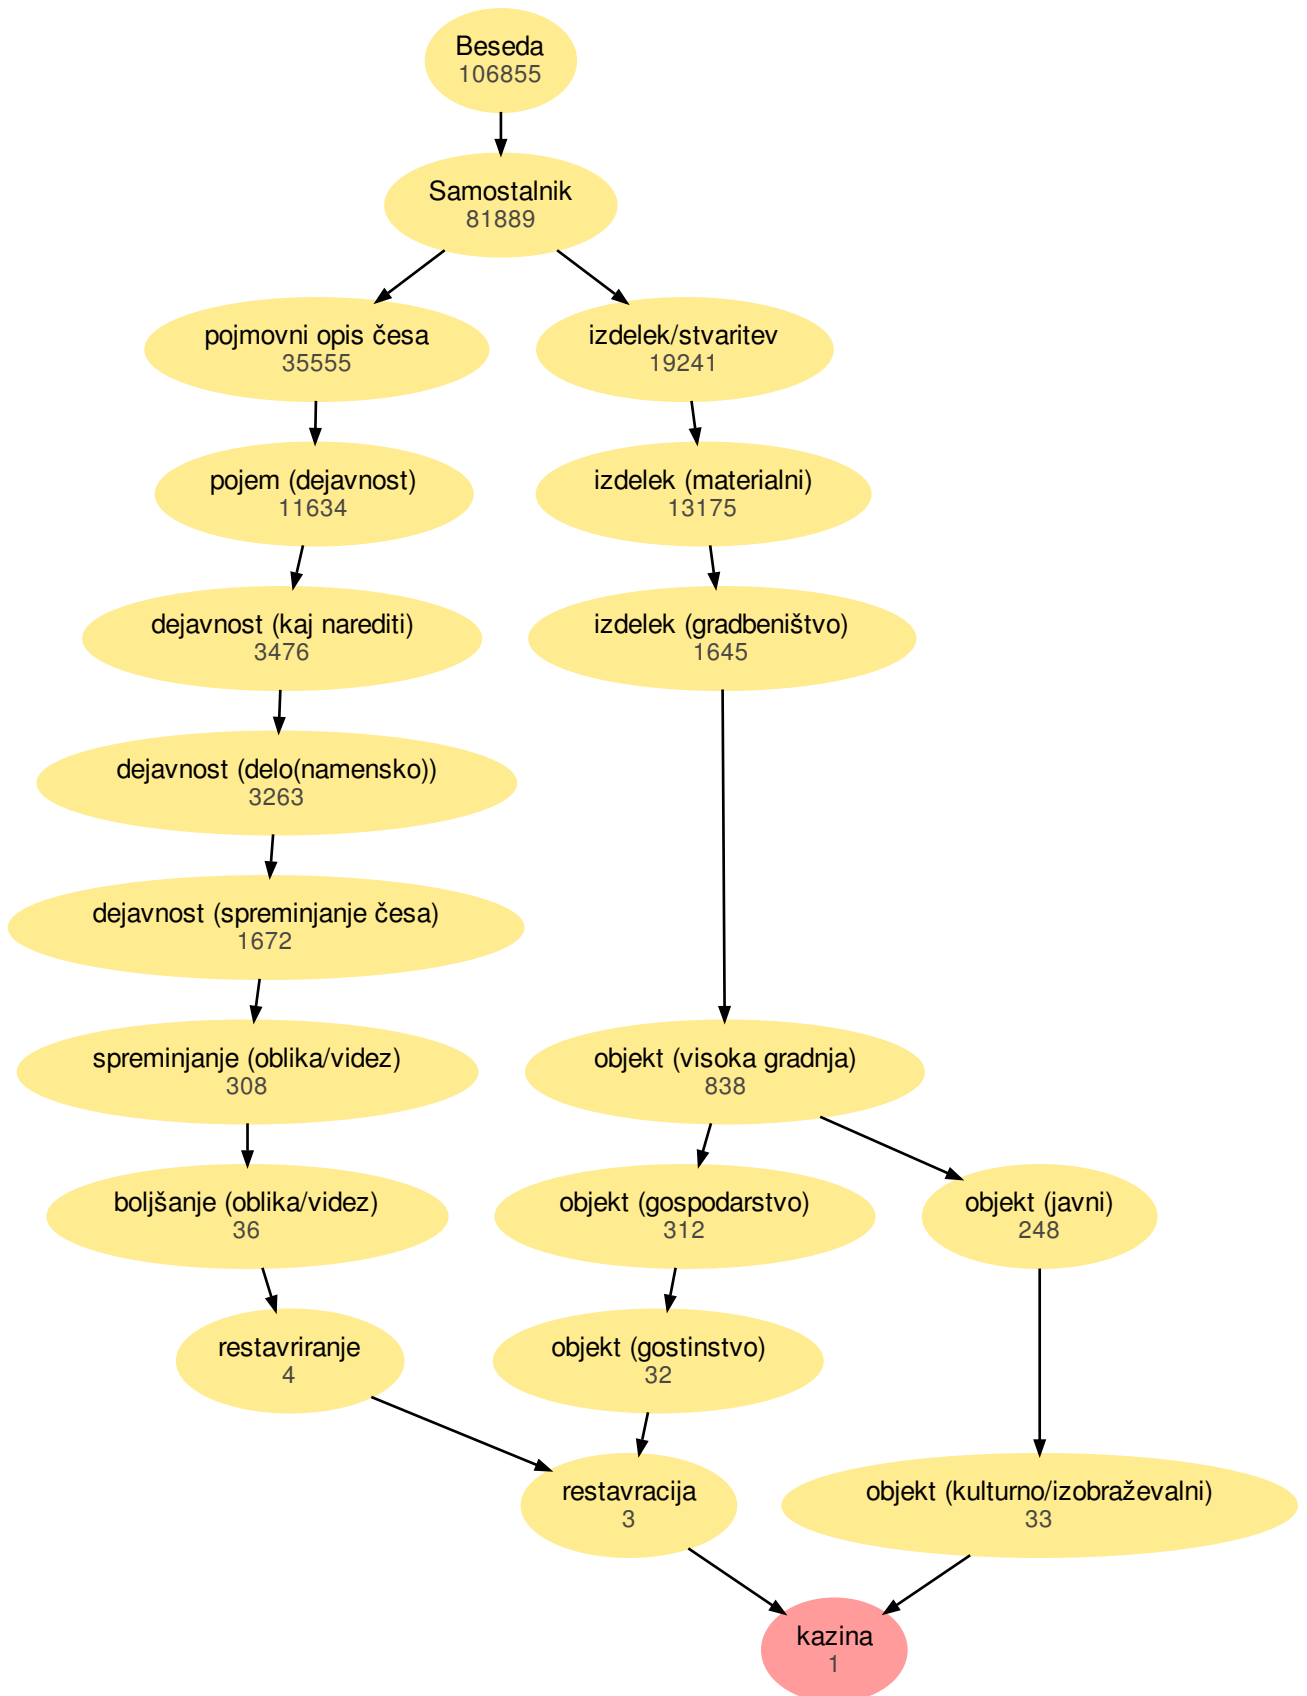 Beseda
106855
Samostalnik
81889
pojmovni opis česa
35555
izdelek/stvaritev
19241
pojem (dejavnost)
11634
izdelek (materialni)
13175
dejavnost (kaj narediti)
3476
izdelek (gradbeništvo)
1645
dejavnost (delo(namensko))
3263
dejavnost (spreminjanje česa)
1672
spreminjanje (oblika/videz)
308
objekt (visoka gradnja)
838
boljšanje (oblika/videz)
36
objekt (gospodarstvo)
312
objekt (javni)
248
restavriranje
4
objekt (gostinstvo)
32
restavracija
3
objekt (kulturno/izobraževalni)
33
kazina
1